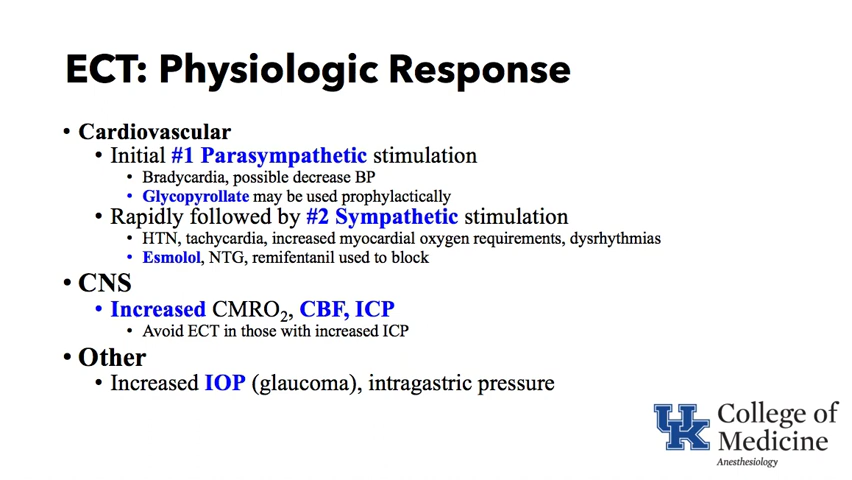 ECT: Physiologic Response
• Cardiovascular
• Initial #1 Parasympathetic stimulation
• Bradycardia, possible decrease BP
• Glycopyrollate may be used prophylactically
• Rapidly followed by #2 Sympathetic stimulation
• HTN, tachycardia, increased myocardial oxygen requirements, dysrhythmias
• Esmolol, NTG, remifentanil used to block
• CNS
• Increased CMRO₂, CBF, ICP
• Avoid ECT in those with increased ICP
• Other
• Increased IOP (glaucoma), intragastric pressure
UK College of
Medicine
Anesthesiology